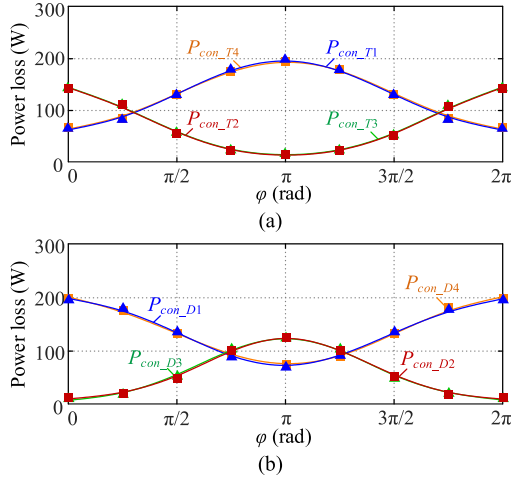 300
200
100
0
Power loss (W)
P_con_T4
P_con_T1
P_con_T2
P_con_T3
0 π/2 π 3π/2 2π
φ (rad)
(a)
300
200
100
0
Power loss (W)
P_con_D1
P_con_D4
P_con_D3
P_con_D2
0 π/2 π 3π/2 2π
φ (rad)
(b)